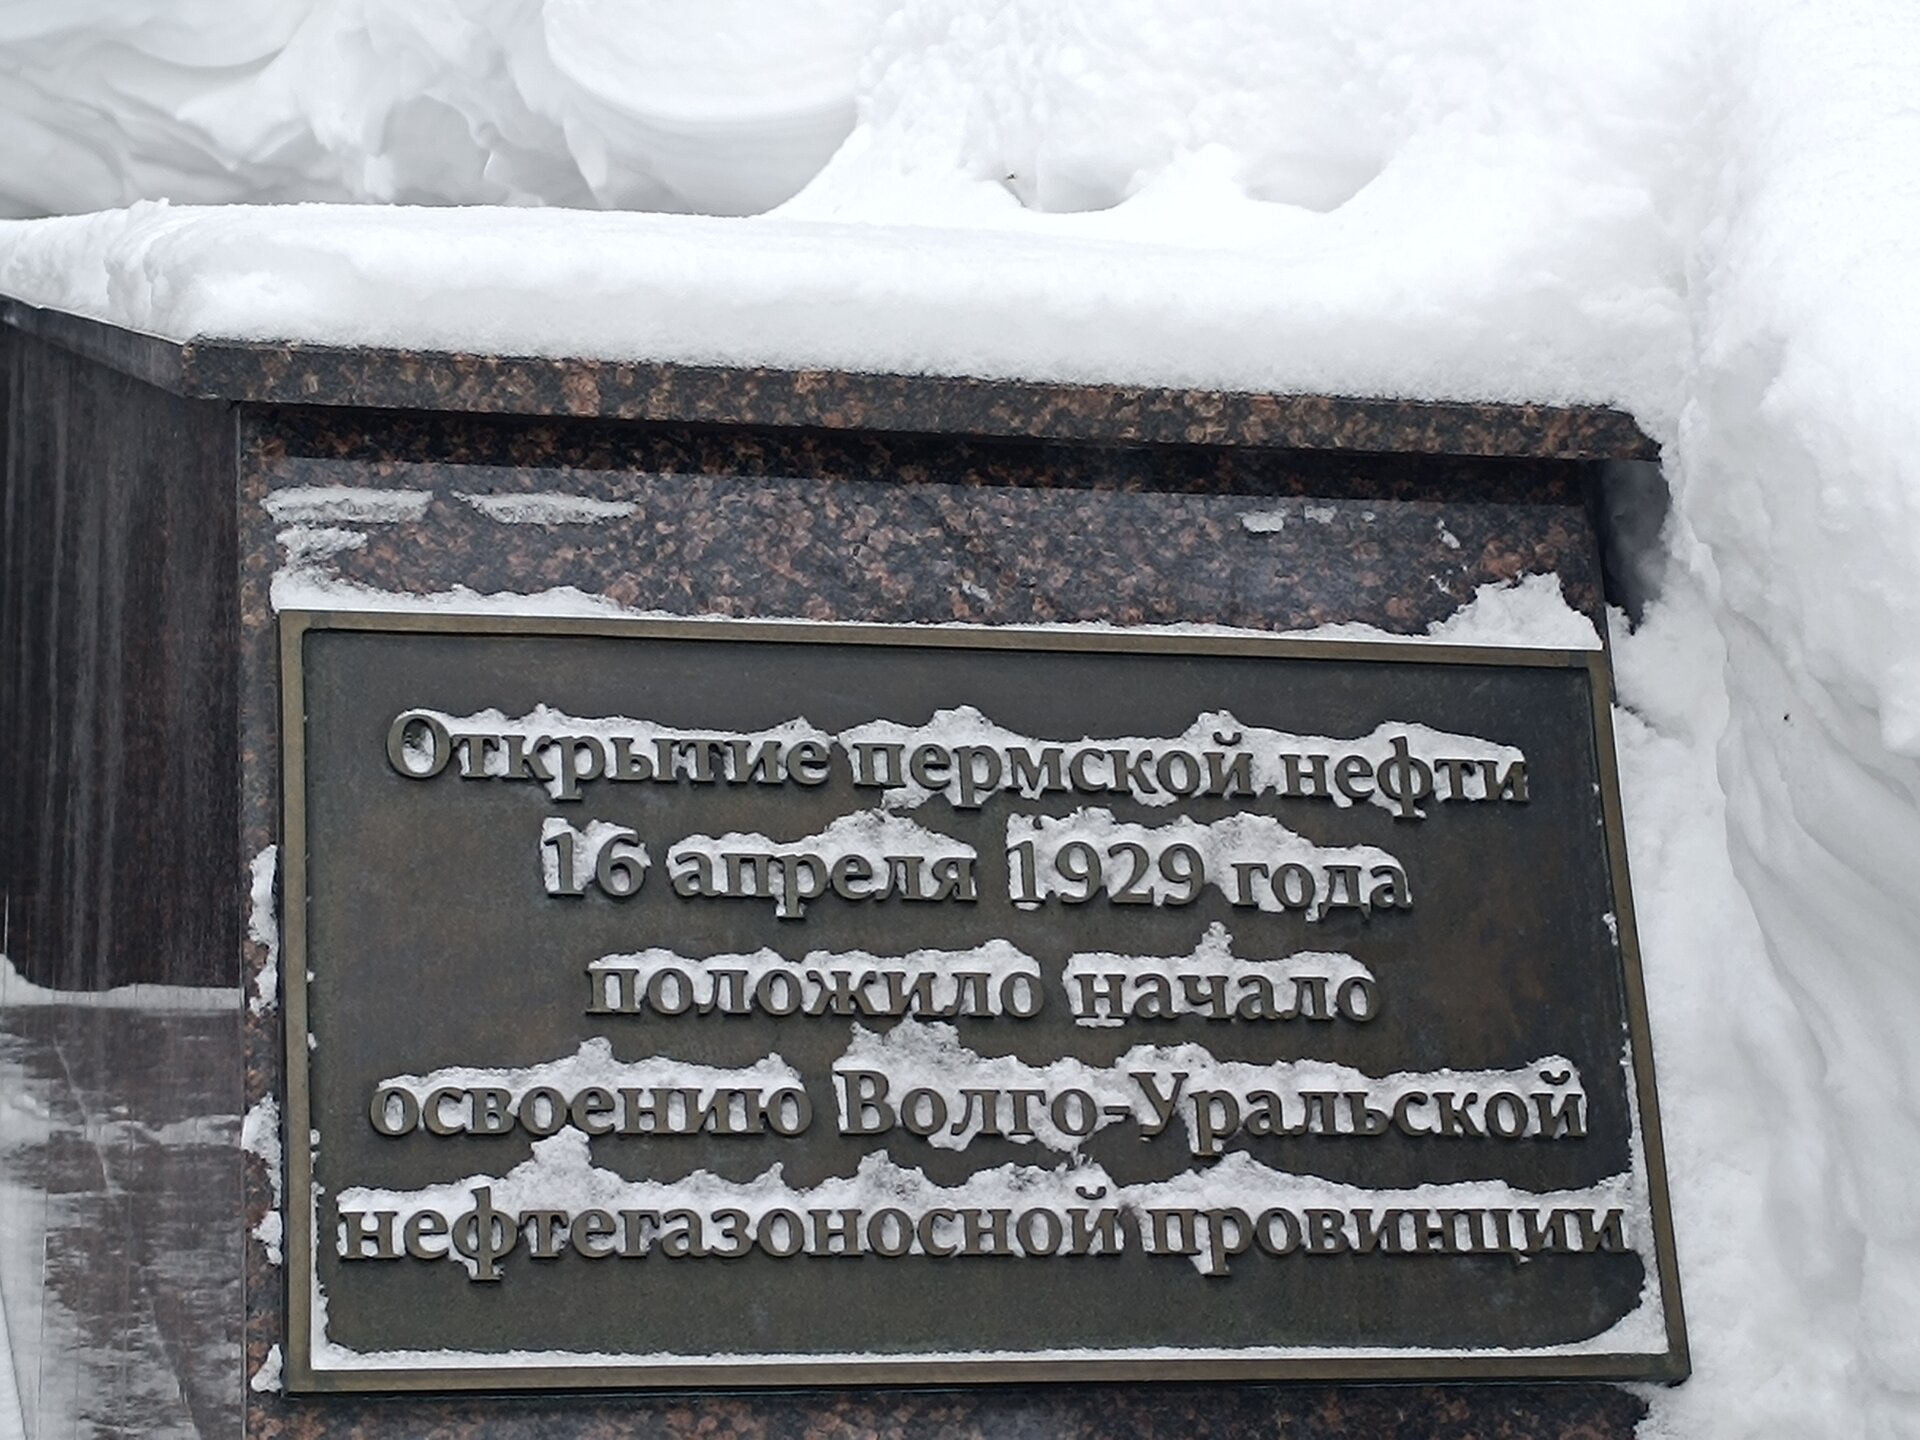 Открытие пермской нефти
16 апреля 1929 года
положило начало
освоению Волго-Уральской
нефтегазоносной провинции